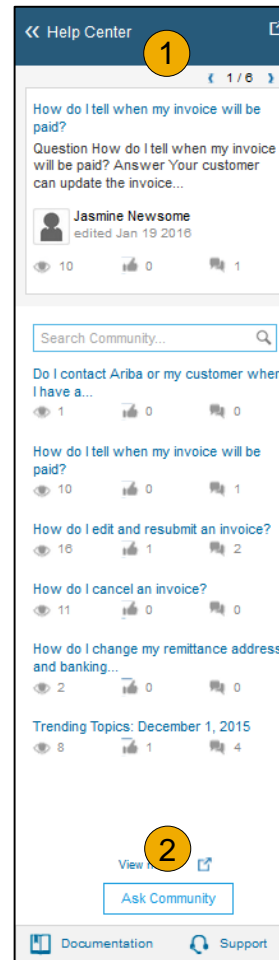 « Help Center
1
❮ 1 / 6 ❯
How do I tell when my invoice will be
paid?
Question How do I tell when my invoice
will be paid? Answer Your customer
can update the invoice...
Jasmine Newsome
edited Jan 19 2016
10 0 1
Search Community...
Do I contact Ariba or my customer when
I have a...
1 0 0
How do I tell when my invoice will be
paid?
10 0 1
How do I edit and resubmit an invoice?
16 1 2
How do I cancel an invoice?
11 0 0
How do I change my remittance address
and banking...
2 0 0
Trending Topics: December 1, 2015
8 1 4
View 2
Ask Community
Documentation Support